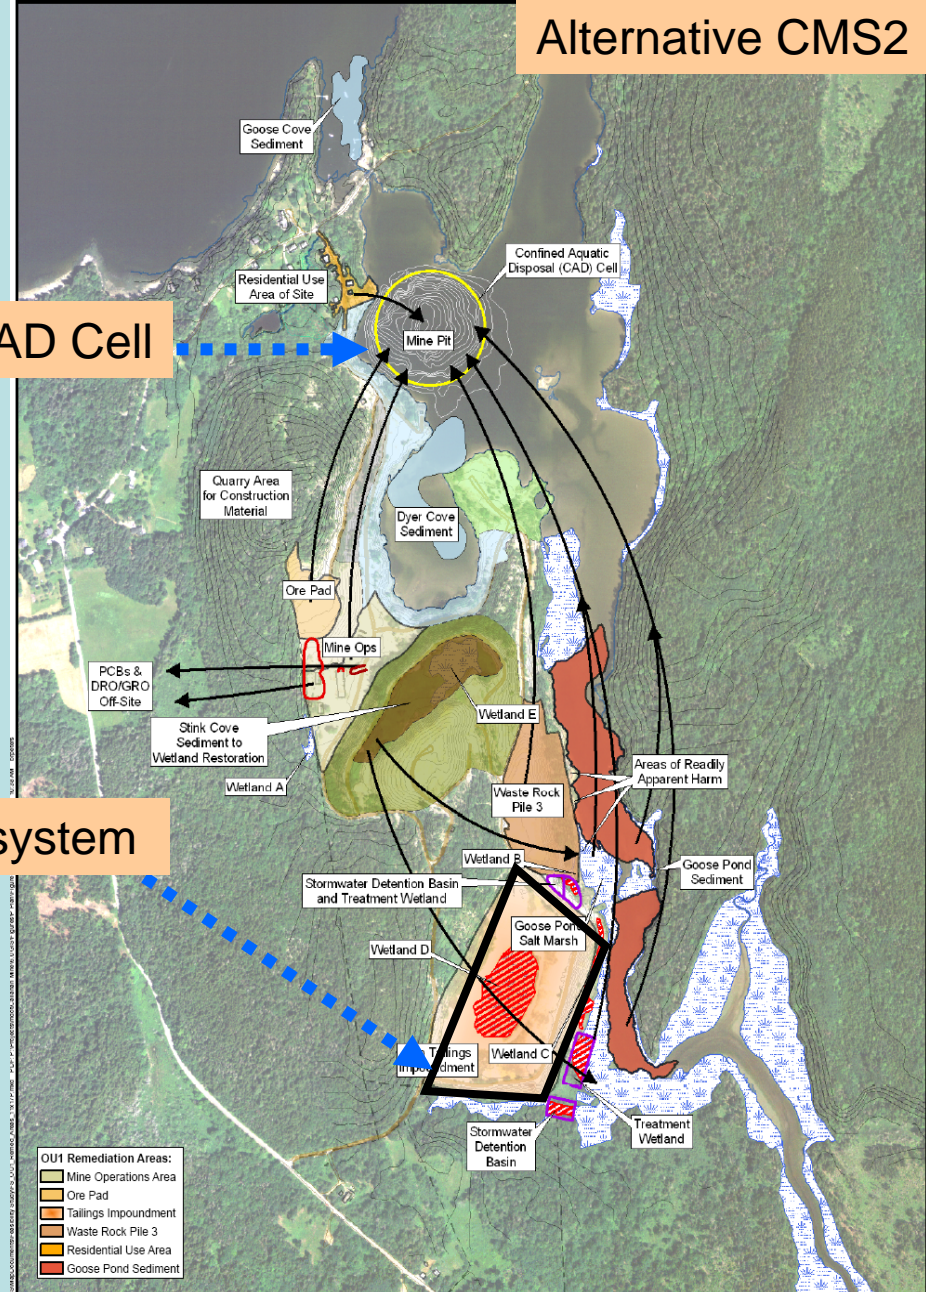 Alternative CMS2
Goose Cove
Sediment
Confined Aquatic
Disposal (CAD) Cell
Residential Use
Area of Site
AD Cell
Mine Pit
Quarry Area
for Construction
Material
Dyer Cove
Sediment
Ore Pad
Mine Ops
PCBs &
DRO/GRO
Off-Site
Stink Cove
Sediment to
Wetland Restoration
Wetland E
Wetland A
Waste Rock
Pile 3
Areas of Readily
Apparent Harm
system
Wetland B
Goose Pond
Sediment
Stormwater Detention Basin
and Treatment Wetland
Goose Pond
Salt Marsh
Wetland D
Wetland C
Tailings
Impoundment
Treatment
Wetland
Stormwater
Detention
Basin
OU1 Remediation Areas:
Mine Operations Area
Ore Pad
Tailings Impoundment
Waste Rock Pile 3
Residential Use Area
Goose Pond Sediment